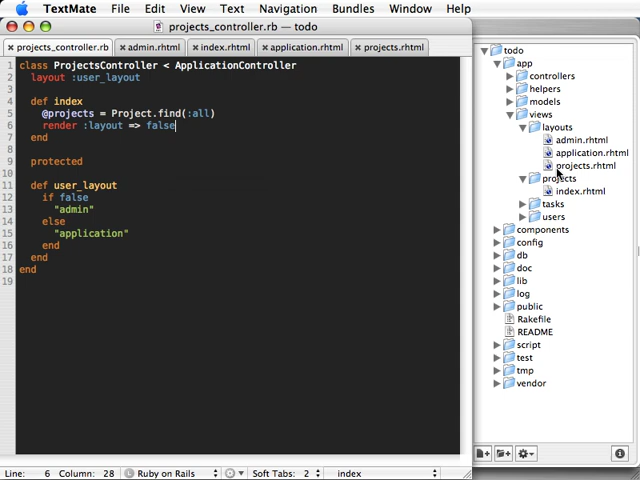 TextMate File Edit View Text Navigation Bundles Window Help
projects_controller.rb — todo
projects_controller.rb admin.rhtml index.rhtml application.rhtml projects.rhtml
1 class ProjectsController < ApplicationController
2 layout :user_layout
3
4 def index
5 @projects = Project.find(:all)
6 render :layout => false
7 end
8
9 protected
10
11 def user_layout
12 if false
13 "admin"
14 else
15 "application"
16 end
17 end
18 end
19
Line: 6 Column: 28 Ruby on Rails Soft Tabs: 2 index
todo
app
controllers
helpers
models
views
layouts
admin.rhtml
application.rhtml
projects.rhtml
projects
index.rhtml
tasks
users
components
config
db
doc
lib
log
public
Rakefile
README
script
test
tmp
vendor